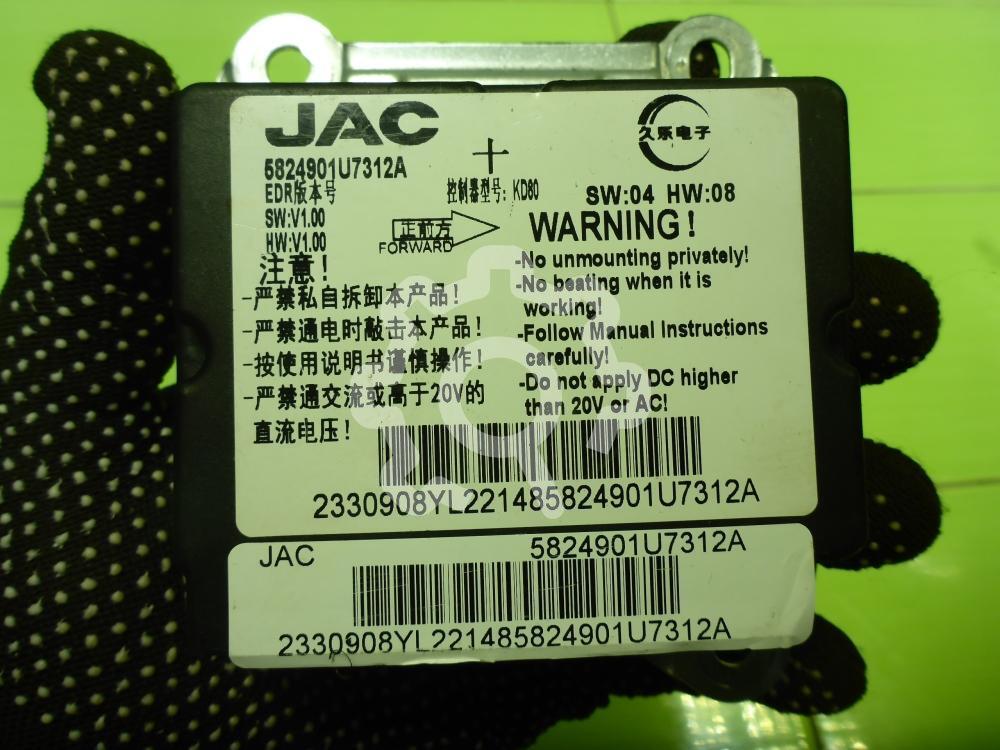 JAC
久乐电子
5824901U7312A
EDR版本号
控制器型号：KD80
SW:04 HW:08
SW:V1.00
HW:V1.00
正前方
FORWARD
WARNING!
注意！
-严禁私自拆卸本产品！
-严禁通电时敲击本产品！
-按使用说明书谨慎操作！
-严禁通交流或高于20V的
直流电压！
-No unmounting privately!
-No beating when it is
working!
-Follow Manual Instructions
carefully!
-Do not apply DC higher
than 20V or AC!
2330908YL221485824901U7312A
JAC
5824901U7312A
2330908YL221485824901U7312A